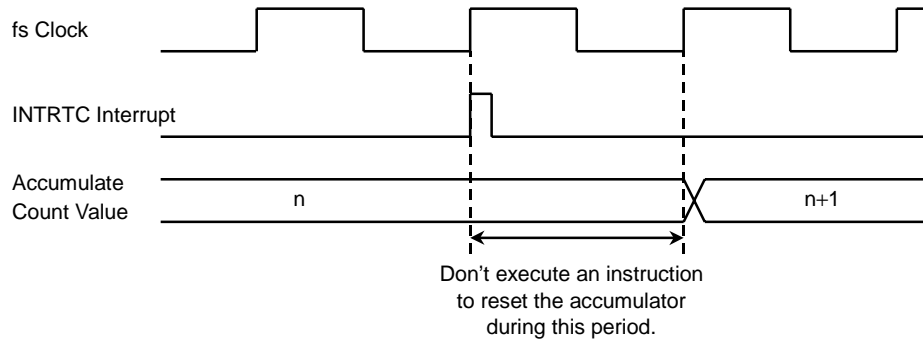 fs Clock
INTRTC Interrupt
Accumulate
Count Value
n
n+1
Don't execute an instruction
to reset the accumulator
during this period.